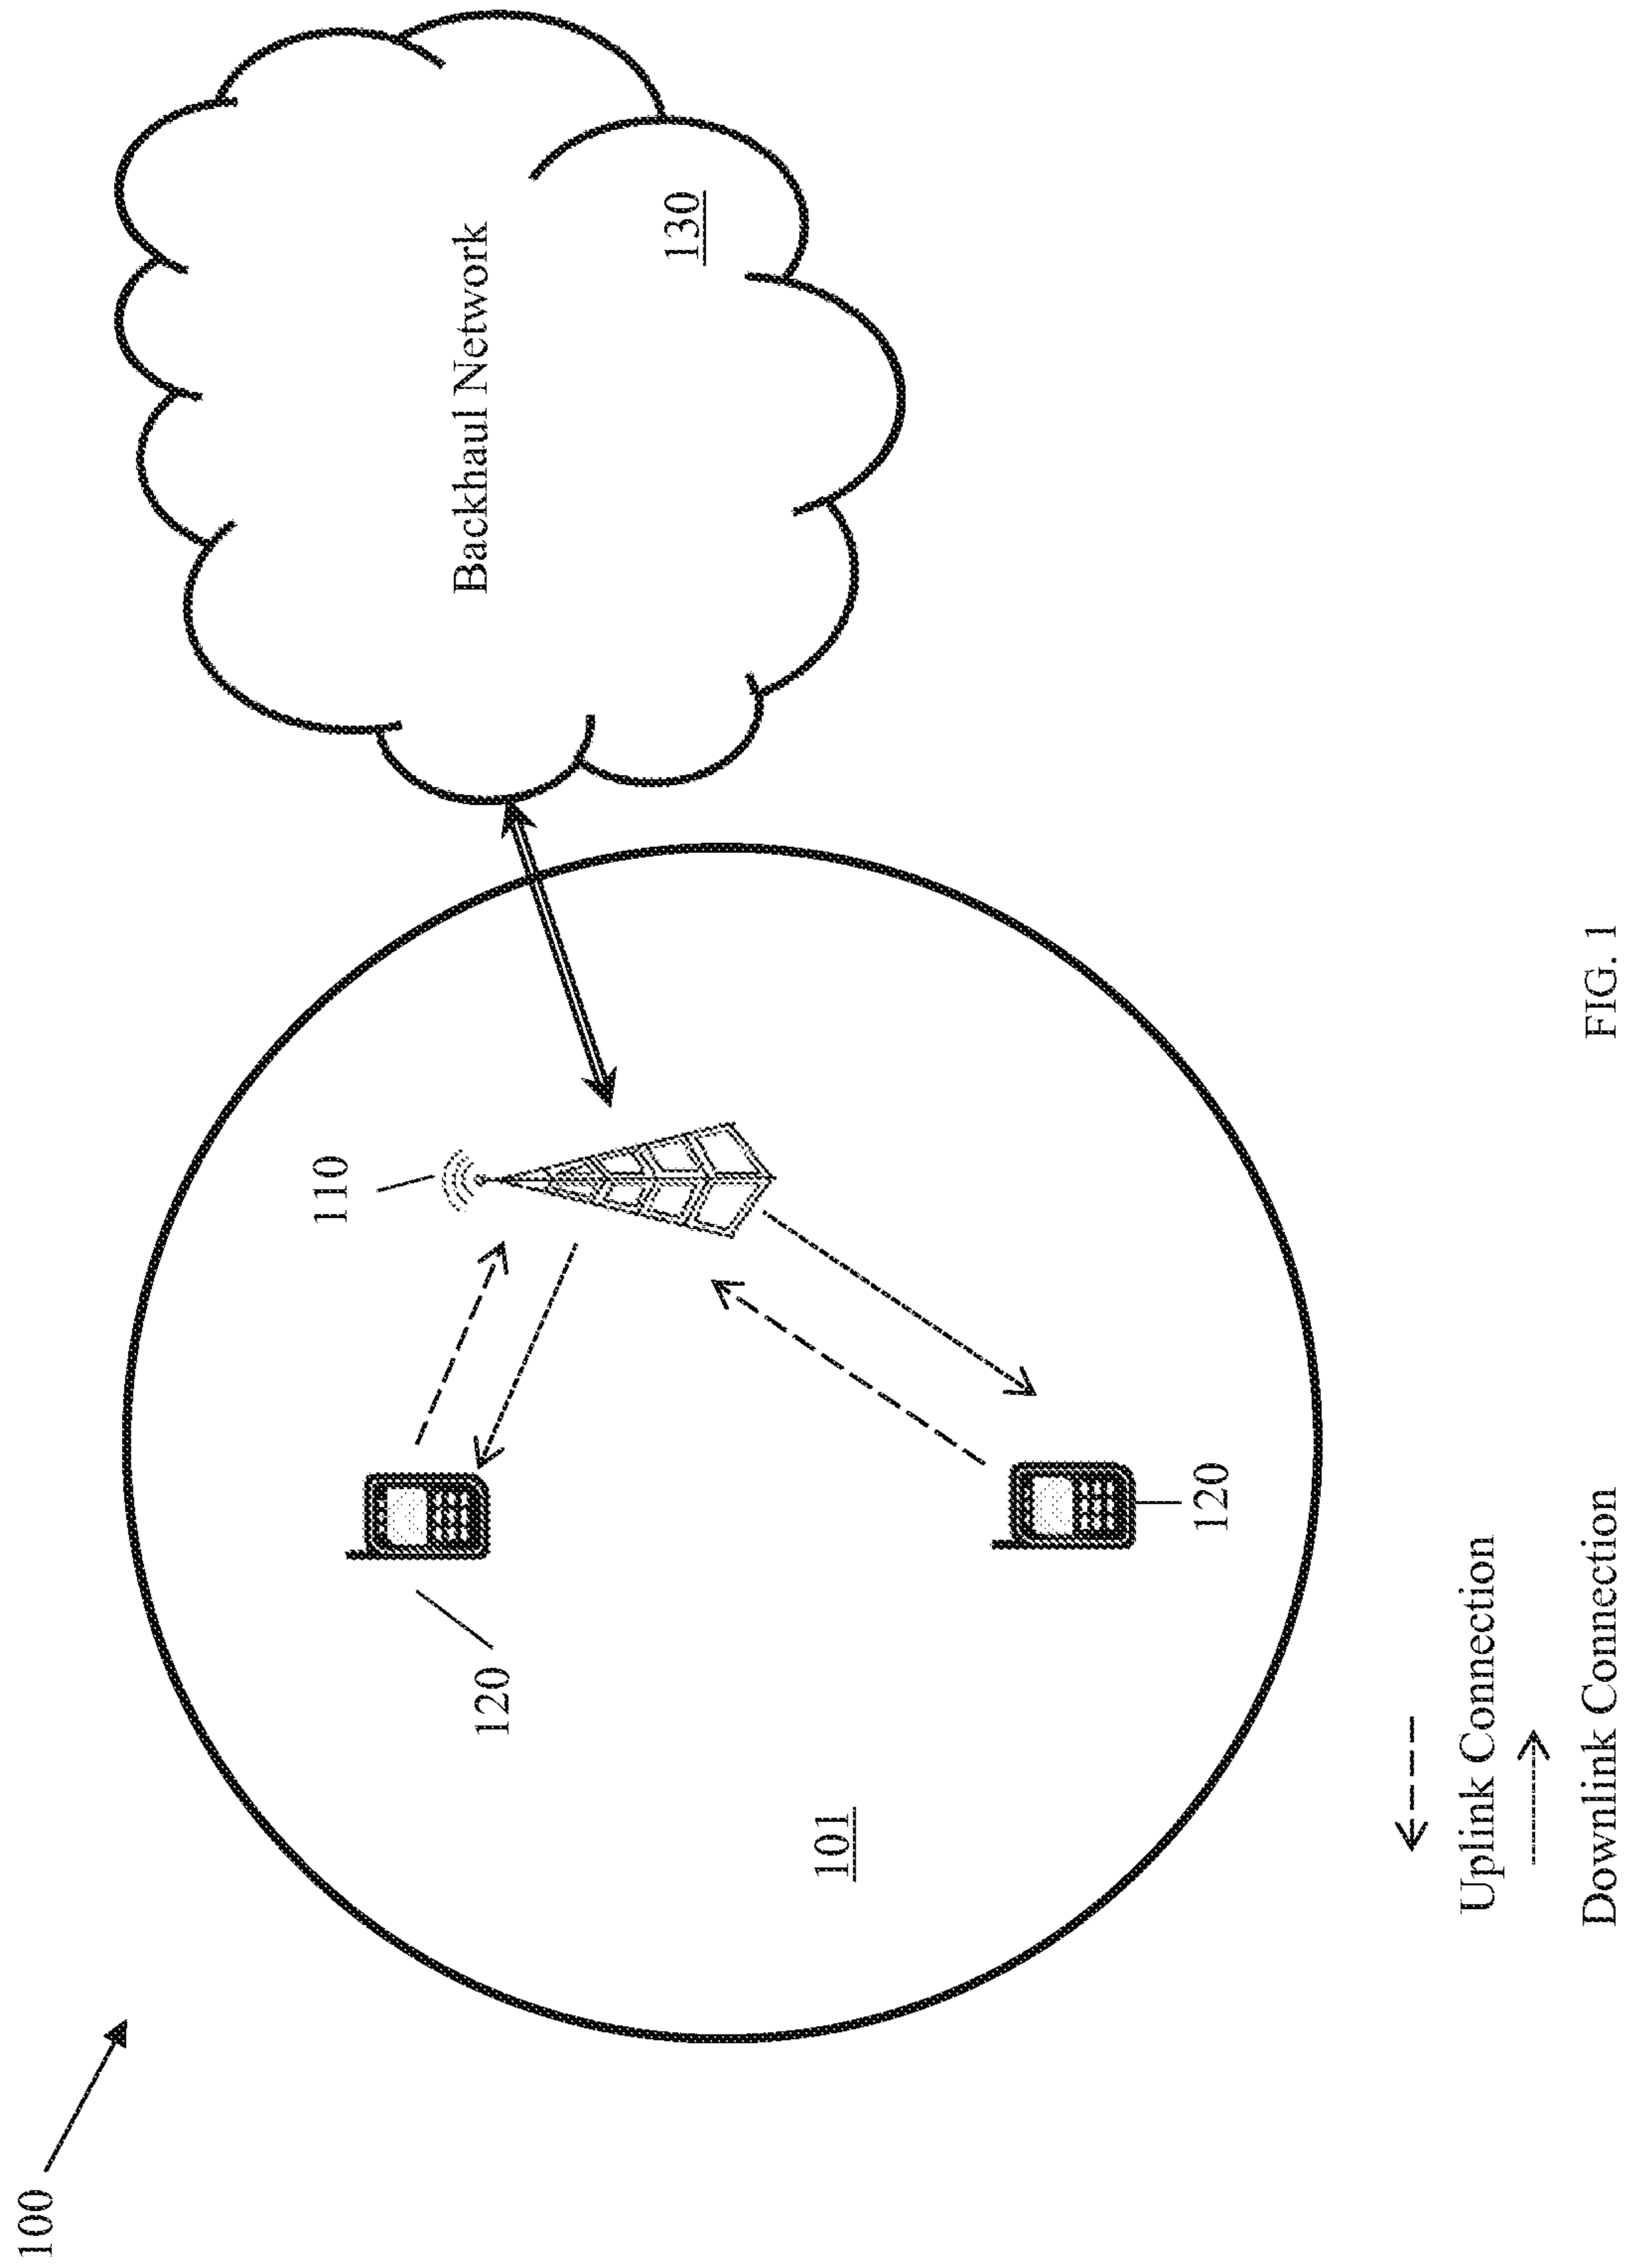 100
110
Backhaul Network
130
120
101
120
Uplink Connection
Downlink Connection
FIG. 1